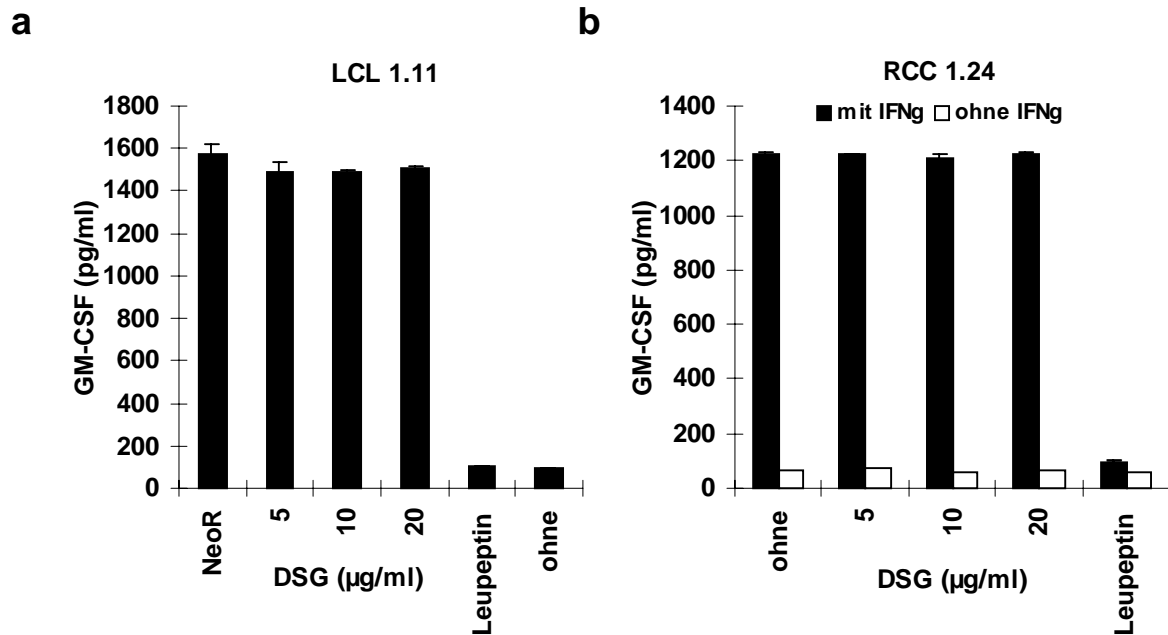 a
LCL 1.11
GM-CSF (pg/ml)
1800
1600
1400
1200
1000
800
600
400
200
0
NeoR
5
10
20
Leupeptin
ohne
DSG (µg/ml)
b
RCC 1.24
mit IFNg ohne IFNg
GM-CSF (pg/ml)
1400
1200
1000
800
600
400
200
0
ohne
5
10
20
Leupeptin
DSG (µg/ml)